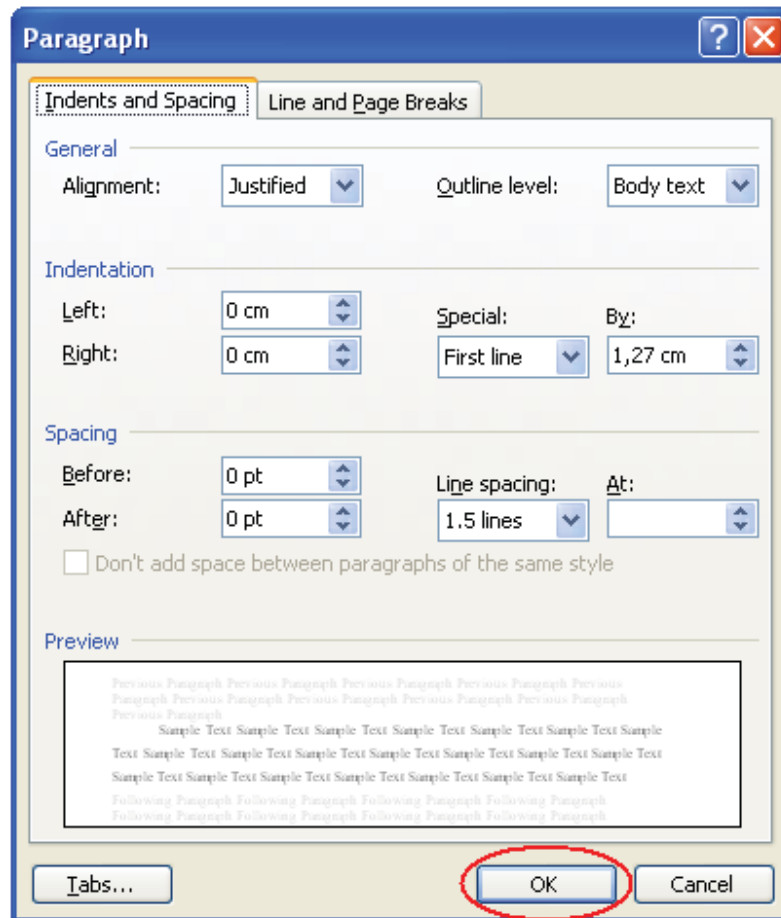 Paragraph
Indents and Spacing Line and Page Breaks
General
Alignment: Justified Outline level: Body text
Indentation
Left: 0 cm Special: By:
Right: 0 cm First line 1,27 cm
Spacing
Before: 0 pt Line spacing: At:
After: 0 pt 1.5 lines
Don't add space between paragraphs of the same style
Preview
Previous Paragraph Previous Paragraph Previous Paragraph Previous Paragraph Previous
Paragraph Previous Paragraph Previous Paragraph Previous Paragraph Previous Paragraph
Previous Paragraph
Sample Text Sample Text Sample Text Sample Text Sample Text Sample Text Sample
Text Sample Text Sample Text Sample Text Sample Text Sample Text Sample Text
Sample Text Sample Text Sample Text Sample Text Sample Text Sample Text
Following Paragraph Following Paragraph Following Paragraph Following Paragraph
Following Paragraph Following Paragraph Following Paragraph Following Paragraph
Tabs... OK Cancel